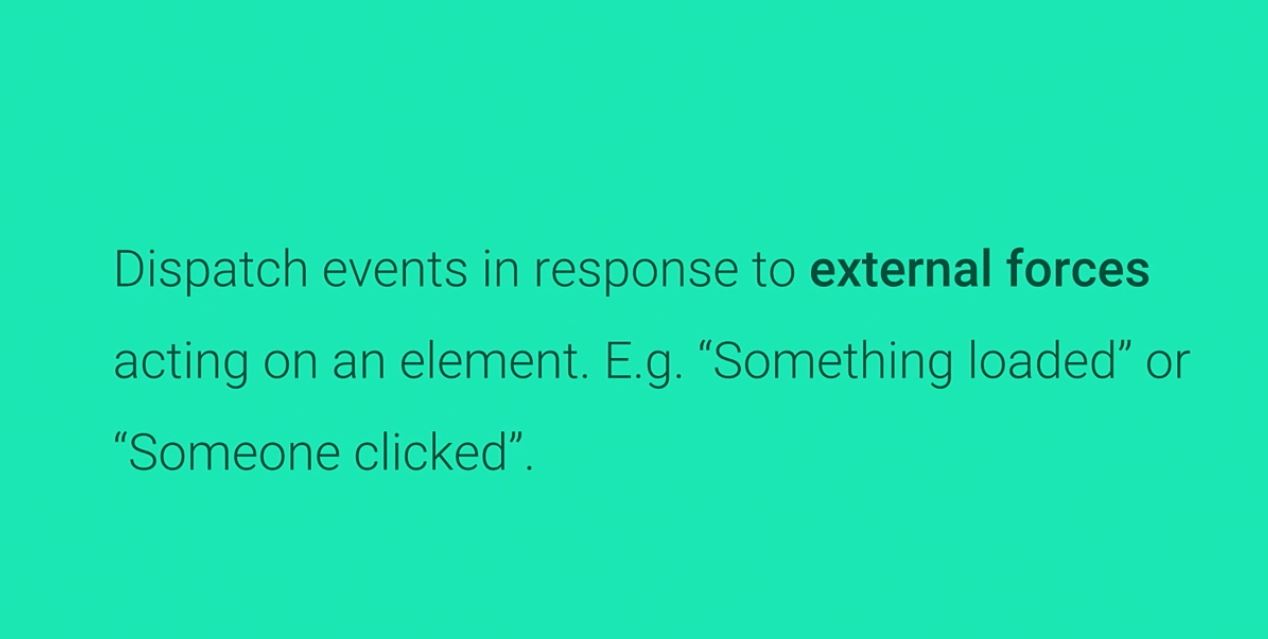 Dispatch events in response to external forces
acting on an element. E.g. “Something loaded” or
“Someone clicked”.